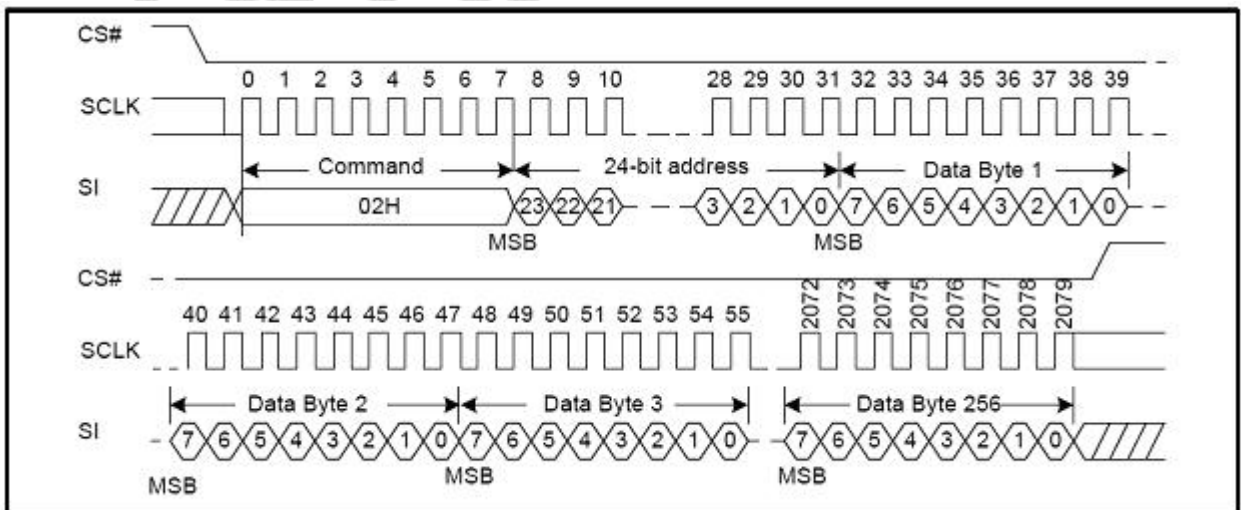 CS#
0 1 2 3 4 5 6 7 8 9 10 28 29 30 31 32 33 34 35 36 37 38 39
SCLK
Command 24-bit address Data Byte 1
SI
02H 23 22 21 3 2 1 0 7 6 5 4 3 2 1 0
MSB MSB
CS#
40 41 42 43 44 45 46 47 48 49 50 51 52 53 54 55 2072 2073 2074 2075 2076 2077 2078 2079
SCLK
Data Byte 2 Data Byte 3 Data Byte 256
SI
7 6 5 4 3 2 1 0 7 6 5 4 3 2 1 0 7 6 5 4 3 2 1 0
MSB MSB MSB